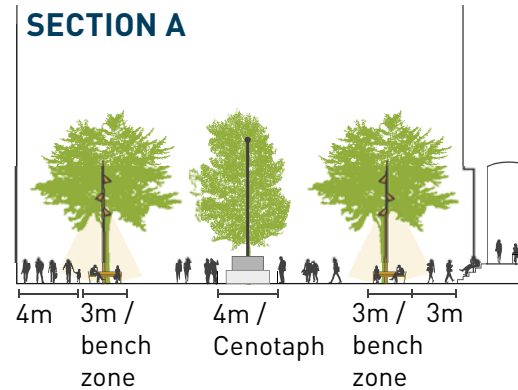 SECTION A
4m
3m /
bench
zone
4m /
Cenotaph
3m /
bench
zone
3m